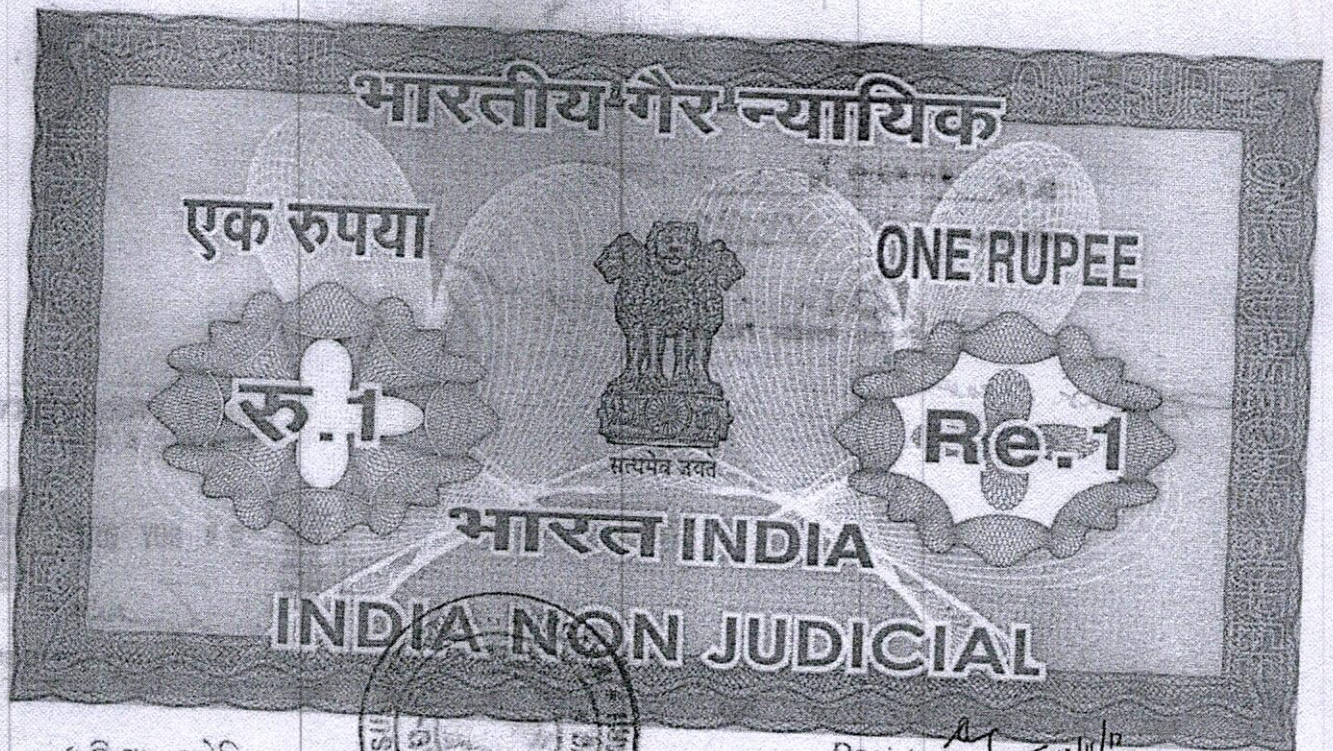 भारतीय गैर न्यायिक
एक रुपया
ONE RUPEE
रु.1
Re.1
सत्यमेव जयते
भारत INDIA
INDIA NON JUDICIAL